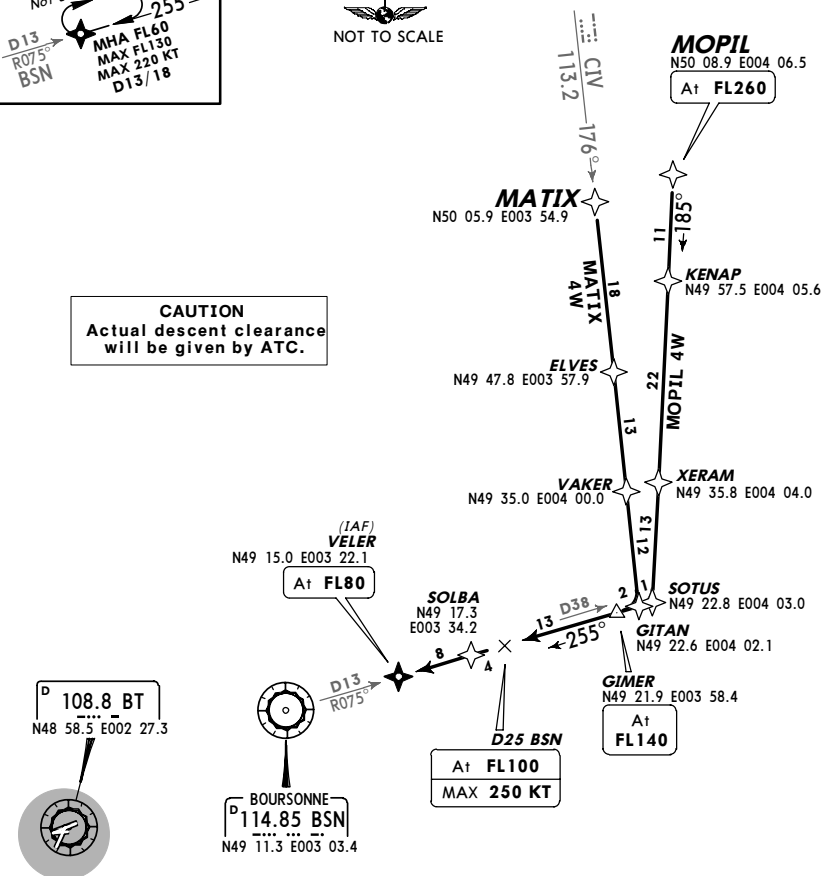 255°
D13
R075°
BSN
MHA FL60
MAX FL130
MAX 220 KT
D13/18
NOT TO SCALE
CIV
113.2
176°
MOPIL
N50 08.9 E004 06.5
At FL260
MATIX
N50 05.9 E003 54.9
185°
11
KENAP
N49 57.5 E004 05.6
MATIX
4W
18
CAUTION
Actual descent clearance
will be given by ATC.
ELVES
N49 47.8 E003 57.9
22
MOPIL 4W
13
VAKER
N49 35.0 E004 00.0
XERAM
N49 35.8 E004 04.0
13
12
(IAF)
VELER
N49 15.0 E003 22.1
At FL80
SOLBA
N49 17.3
E003 34.2
SOTUS
N49 22.8 E004 03.0
1
2
D38
13
255°
GITAN
N49 22.6 E004 02.1
8
4
GIMER
N49 21.9 E003 58.4
At
FL140
D13
R075°
D25 BSN
At FL100
MAX 250 KT
D 108.8 BT
N48 58.5 E002 27.3
BOURSONNE
D 114.85 BSN
N49 11.3 E003 03.4